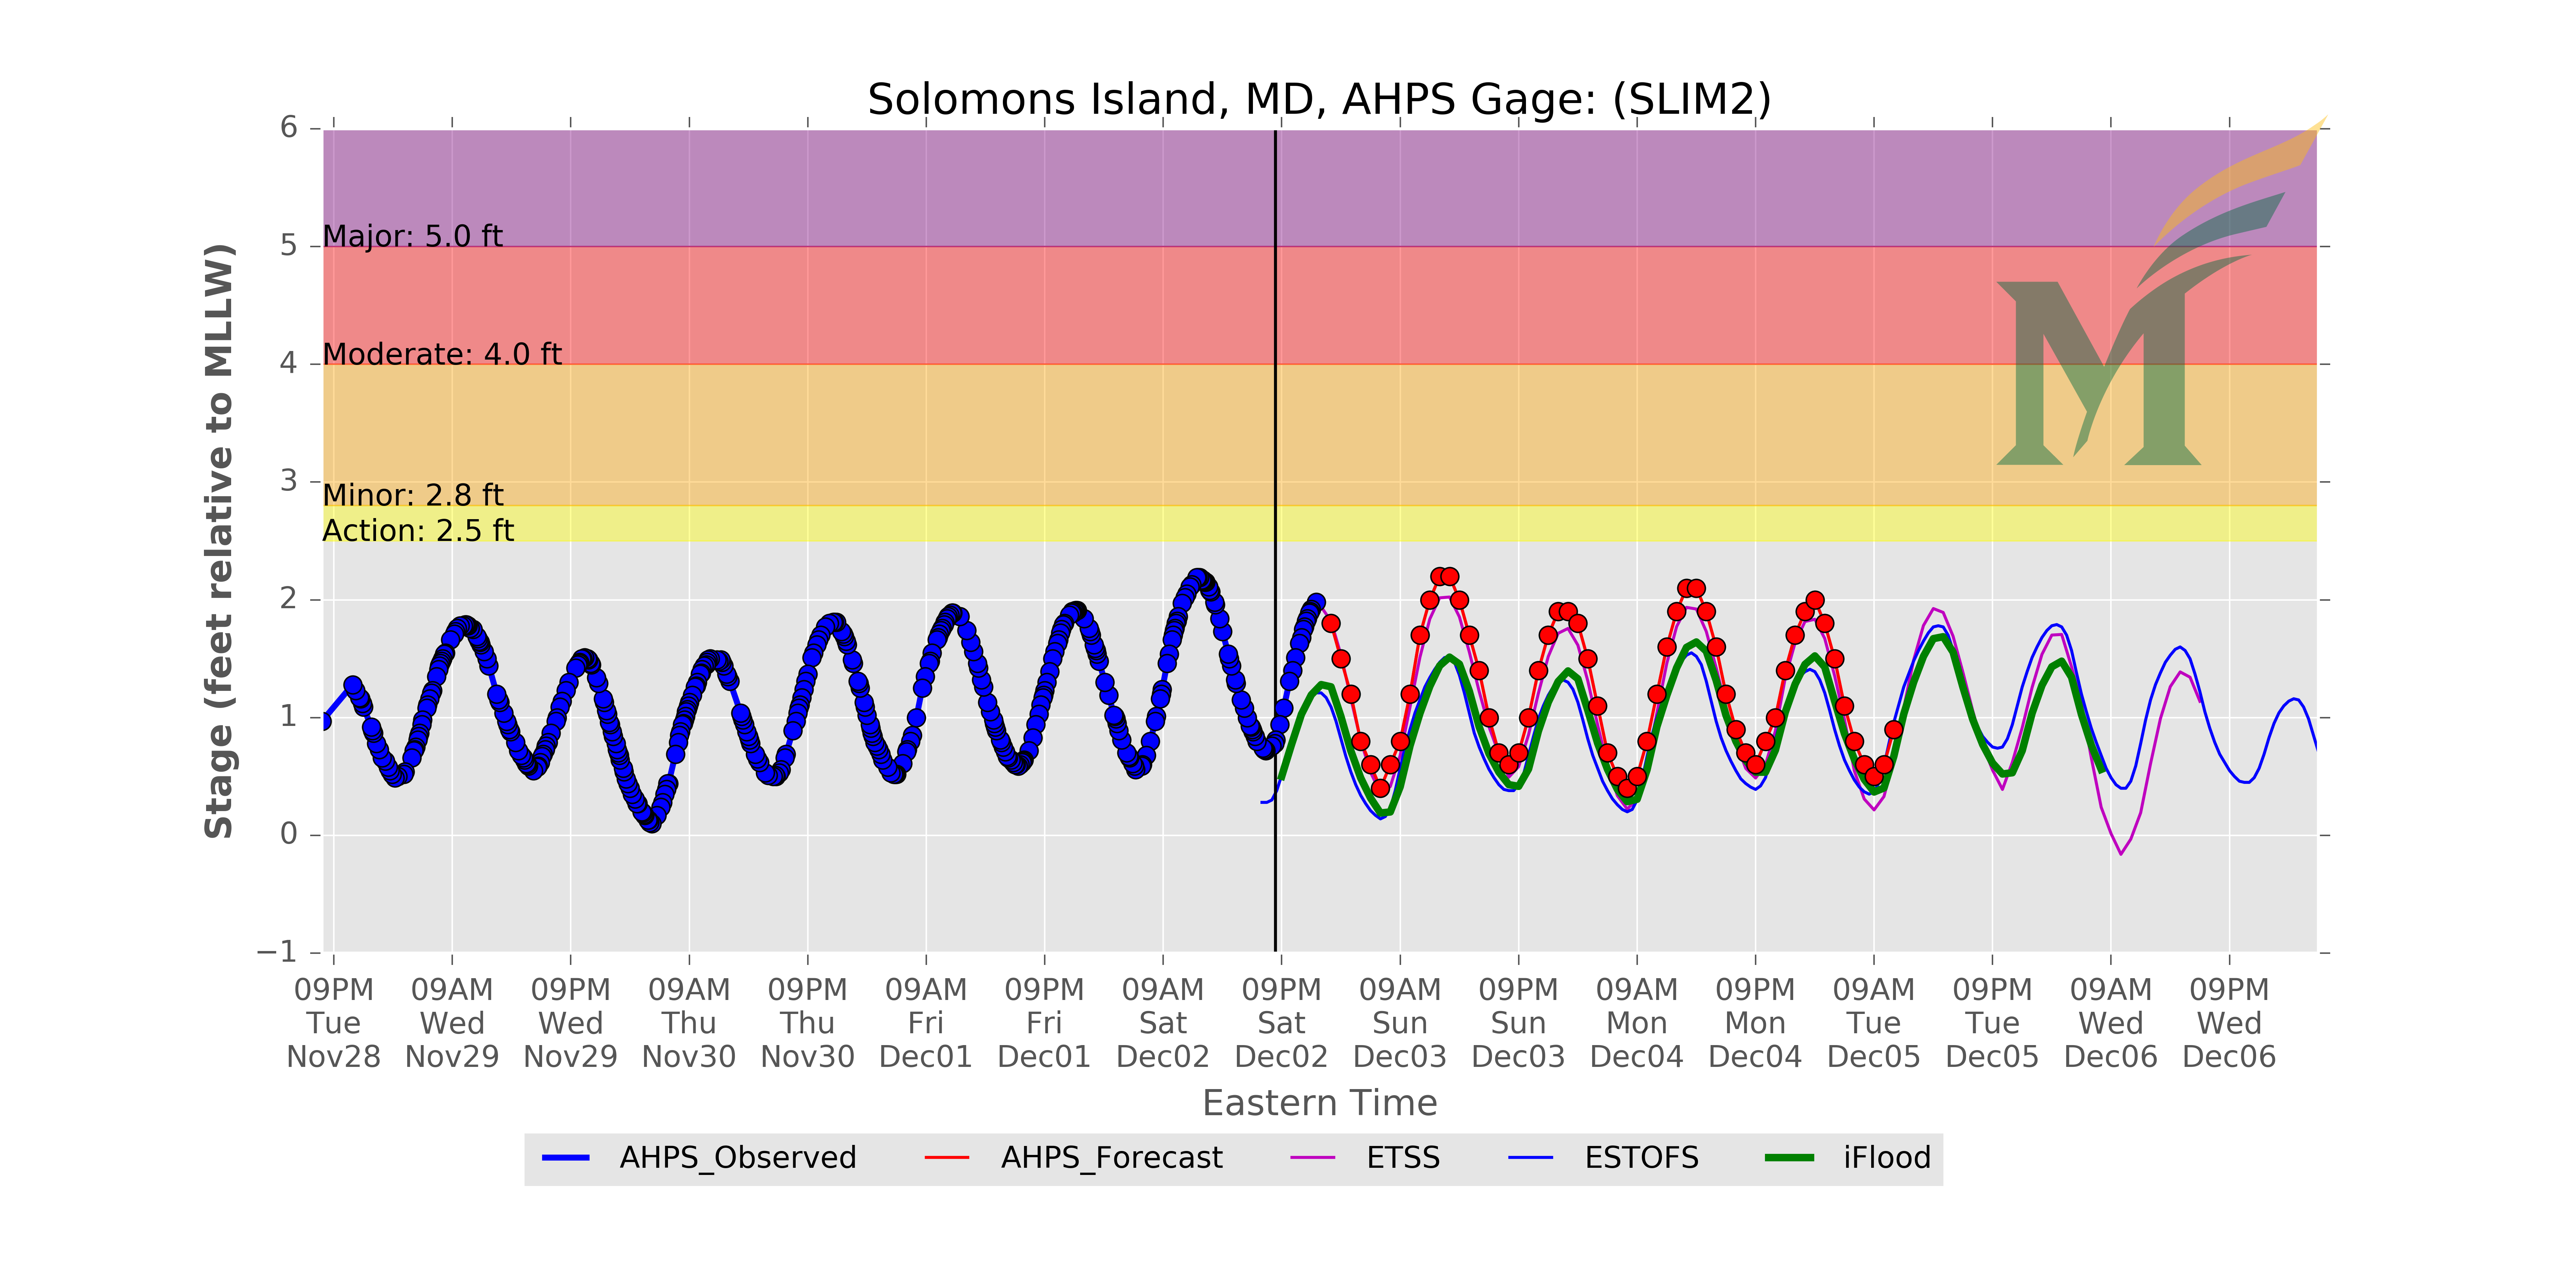 Solomons Island, MD, AHPS Gage: (SLIM2)
Stage (feet relative to MLLW)
6
5
4
3
2
1
0
−1
Major: 5.0 ft
Moderate: 4.0 ft
Minor: 2.8 ft
Action: 2.5 ft
M
09PM 09AM 09PM 09AM 09PM 09AM 09PM 09AM 09PM 09AM 09PM 09AM 09PM 09AM 09PM 09AM 09PM
Tue Wed Wed Thu Thu Fri Fri Sat Sat Sun Sun Mon Mon Tue Tue Wed Wed
Nov28 Nov29 Nov29 Nov30 Nov30 Dec01 Dec01 Dec02 Dec02 Dec03 Dec03 Dec04 Dec04 Dec05 Dec05 Dec06 Dec06
Eastern Time
AHPS_Observed AHPS_Forecast ETSS ESTOFS iFlood